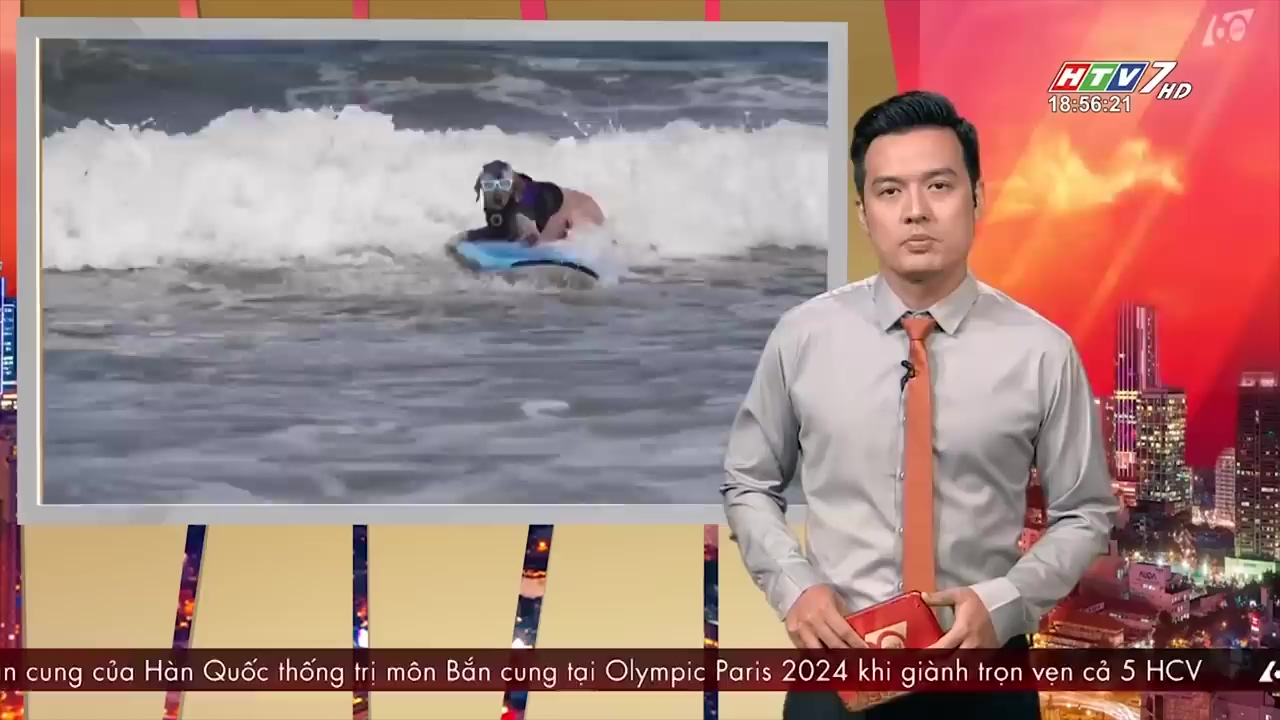 60
HTV7 HD
18:56:21
cung của Hàn Quốc thống trị môn Bắn cung tại Olympic Paris 2024 khi giành trọn vẹn cả 5 HCV